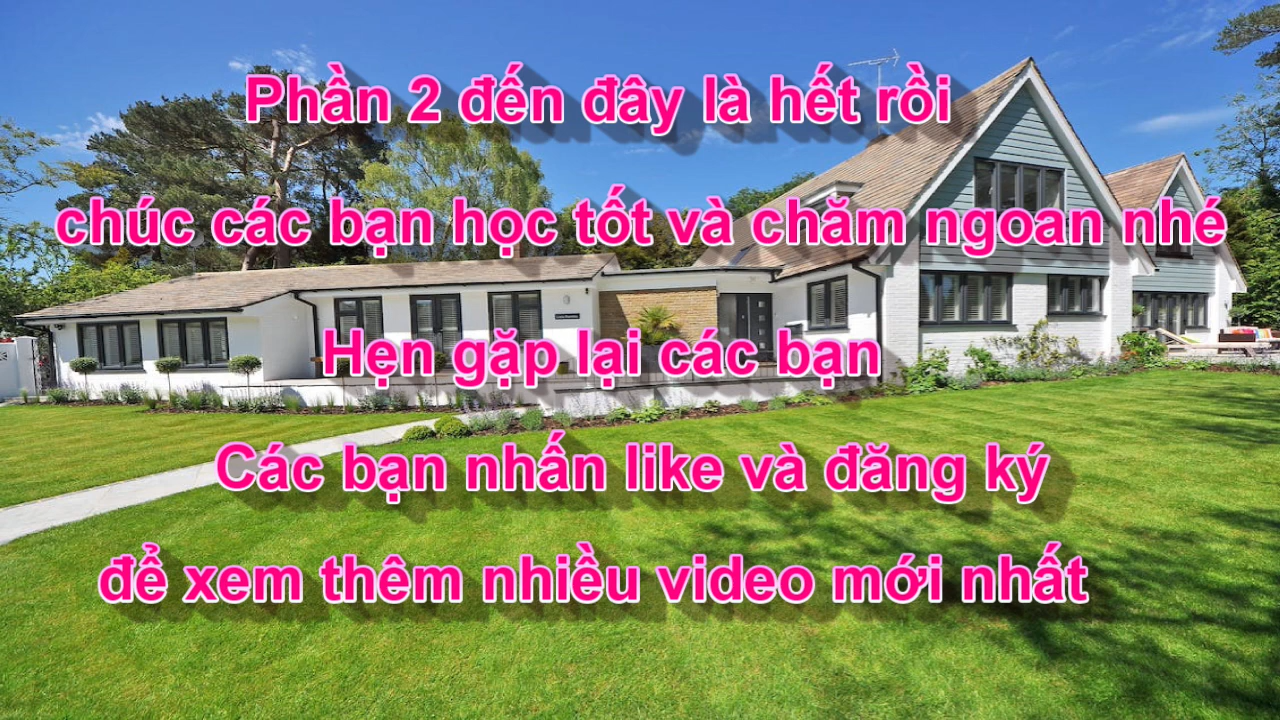 Phần 2 đến đây là hết rồi
chúc các bạn học tốt và chăm ngoan nhé
Hẹn gặp lại các bạn
Các bạn nhấn like và đăng ký
để xem thêm nhiều video mới nhất